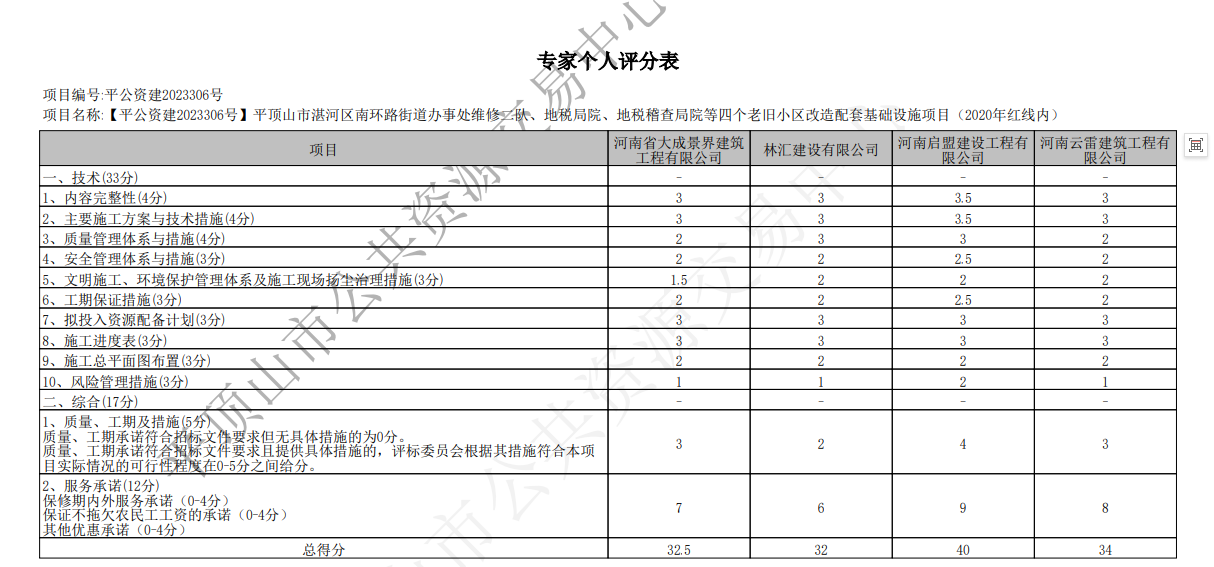 专家个人评分表
项目编号:平公资建2023306号
项目名称:【平公资建2023306号】平顶山市湛河区南环路街道办事处维修二队、地税局院、地税稽查局院等四个老旧小区改造配套基础设施项目（2020年红线内）
项目 河南省大成景界建筑工程有限公司 林汇建设有限公司 河南启盟建设工程有限公司 河南云雷建筑工程有限公司
一、技术(33分) - - - -
1、内容完整性(4分) 3 3 3.5 3
2、主要施工方案与技术措施(4分) 3 3 3.5 3
3、质量管理体系与措施(4分) 2 3 3 2
4、安全管理体系与措施(3分) 2 2 2.5 2
5、文明施工、环境保护管理体系及施工现场扬尘治理措施(3分) 1.5 2 2 2
6、工期保证措施(3分) 2 2 2.5 2
7、拟投入资源配备计划(3分) 3 3 3 3
8、施工进度表(3分) 3 3 3 3
9、施工总平面图布置(3分) 2 2 2 2
10、风险管理措施(3分) 1 1 2 1
二、综合(17分) - - - -
1、质量、工期及措施(5分)
质量、工期承诺符合招标文件要求但无具体措施的为0分。
质量、工期承诺符合招标文件要求且提供具体措施的，评标委员会根据其措施符合本项
目实际情况的可行性程度在0-5分之间给分。
3 2 4 3
2、服务承诺(12分)
保修期内外服务承诺（0-4分）
保证不拖欠农民工工资的承诺（0-4分）
其他优惠承诺（0-4分）
7 6 9 8
总得分 32.5 32 40 34
平顶山市公共资源交易中心
市公共资源交易中